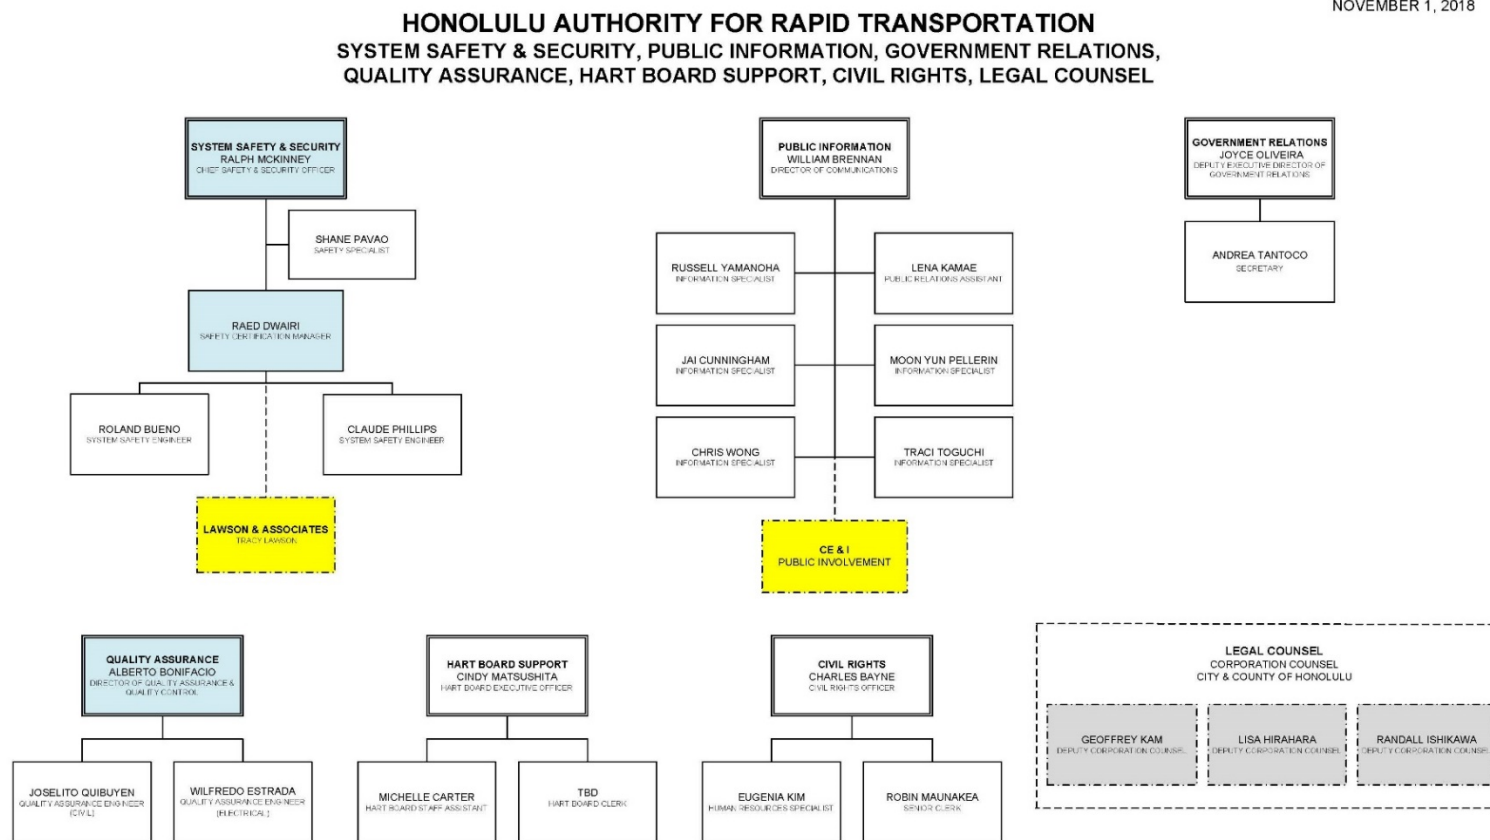 NOVEMBER 1, 2018
HONOLULU AUTHORITY FOR RAPID TRANSPORTATION
SYSTEM SAFETY & SECURITY, PUBLIC INFORMATION, GOVERNMENT RELATIONS,
QUALITY ASSURANCE, HART BOARD SUPPORT, CIVIL RIGHTS, LEGAL COUNSEL
SYSTEM SAFETY & SECURITY
RALPH MCKINNEY
CHIEF SAFETY & SECURITY OFFICER
SHANE PAVAO
SAFETY SPECIALIST
RAED DWAIRI
SAFETY CERTIFICATION MANAGER
ROLAND BUENO
SYSTEM SAFETY ENGINEER
CLAUDE PHILLIPS
SYSTEM SAFETY ENGINEER
LAWSON & ASSOCIATES
TRACY LAWSON
PUBLIC INFORMATION
WILLIAM BRENNAN
DIRECTOR OF COMMUNICATIONS
RUSSELL YAMANOHA
INFORMATION SPECIALIST
LENA KAMAE
PUBLIC RELATIONS ASSISTANT
JAI CUNNINGHAM
INFORMATION SPECIALIST
MOON YUN PELLERIN
INFORMATION SPECIALIST
CHRIS WONG
INFORMATION SPECIALIST
TRACI TOGUCHI
INFORMATION SPECIALIST
CE & I
PUBLIC INVOLVEMENT
GOVERNMENT RELATIONS
JOYCE OLIVEIRA
DEPUTY EXECUTIVE DIRECTOR OF
GOVERNMENT RELATIONS
ANDREA TANTOCO
SECRETARY
QUALITY ASSURANCE
ALBERTO BONIFACIO
DIRECTOR OF QUALITY ASSURANCE &
QUALITY CONTROL
JOSELITO QUIBUYEN
QUALITY ASSURANCE ENGINEER
(CIVIL)
WILFREDO ESTRADA
QUALITY ASSURANCE ENGINEER
(ELECTRICAL)
HART BOARD SUPPORT
CINDY MATSUSHITA
HART BOARD EXECUTIVE OFFICER
MICHELLE CARTER
HART BOARD STAFF ASSISTANT
TBD
HART BOARD CLERK
CIVIL RIGHTS
CHARLES BAYNE
CIVIL RIGHTS OFFICER
EUGENIA KIM
HUMAN RESOURCES SPECIALIST
ROBIN MAUNAKEA
SENIOR CLERK
LEGAL COUNSEL
CORPORATION COUNSEL
CITY & COUNTY OF HONOLULU
GEOFFREY KAM
DEPUTY CORPORATION COUNSEL
LISA HIRAHARA
DEPUTY CORPORATION COUNSEL
RANDALL ISHIKAWA
DEPUTY CORPORATION COUNSEL